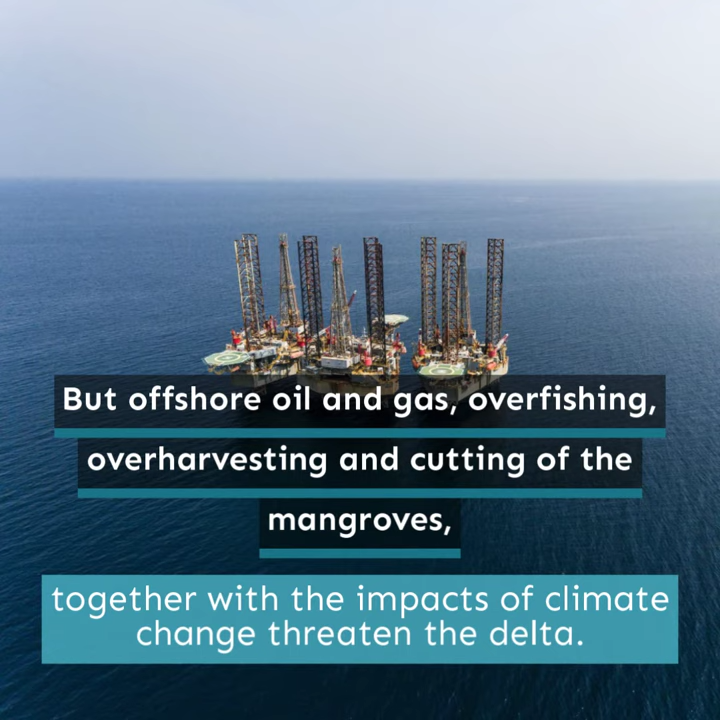 But offshore oil and gas, overfishing,
overharvesting and cutting of the
mangroves,
together with the impacts of climate
change threaten the delta.